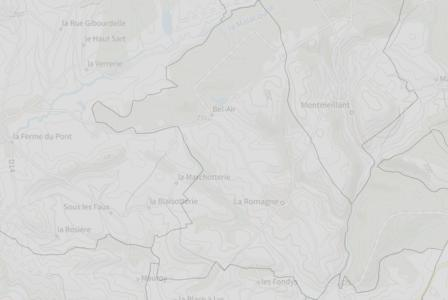 la Rue Gibourdelle
le Haut Sart
la Verrerie
Bel-Air
Montmeillant
la Ferme du Pont
D14
la Marchotterie
la Blaisotterie
La Romagne
Sous les Faux
la Rosière
les Fondys